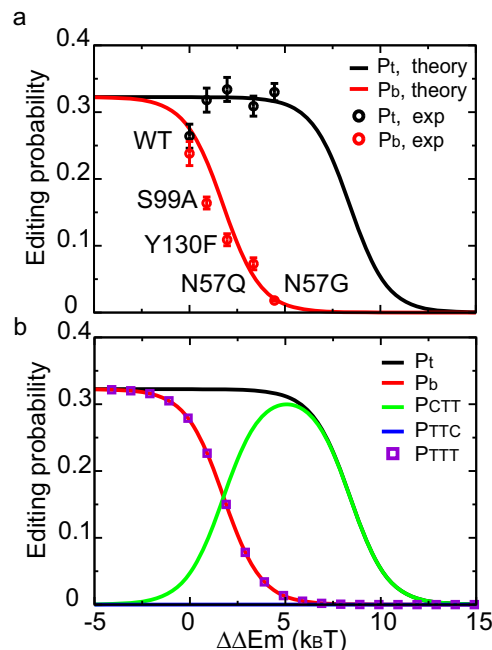 a
0.4
0.3
0.2
0.1
0
Editing probability
Pt, theory
Pb, theory
Pt, exp
Pb, exp
WT
S99A
Y130F
N57Q
N57G
b
0.4
0.3
0.2
0.1
0
Editing probability
Pt
Pb
PCTT
PTTC
PTTT
-5 0 5 10 15
ΔΔEm (kBT)